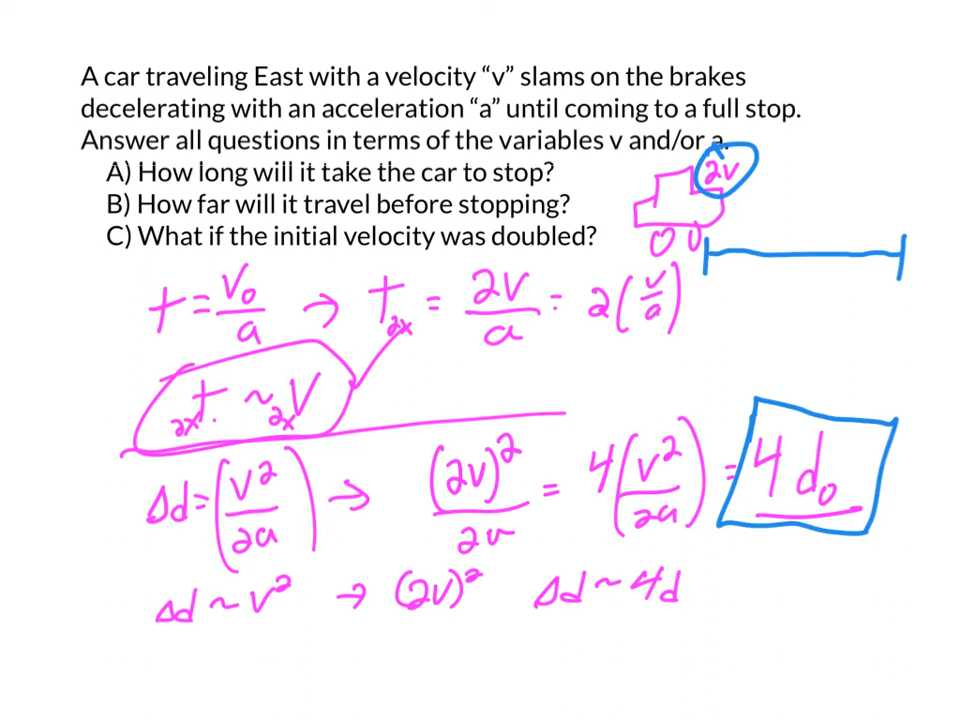 A car traveling East with a velocity “v” slams on the brakes
decelerating with an acceleration “a” until coming to a full stop.
Answer all questions in terms of the variables v and/or a.
A) How long will it take the car to stop?
2v
B) How far will it travel before stopping?
C) What if the initial velocity was doubled?
t = v₀/a → t₂ₓ = 2v/a = 2(v/a)
2x t ~ 2x V
Δd = (v²/2a) → (2v)²/2a = 4(v²/2a) = 4d₀
Δd ~ v² → (2v)² Δd ~ 4d